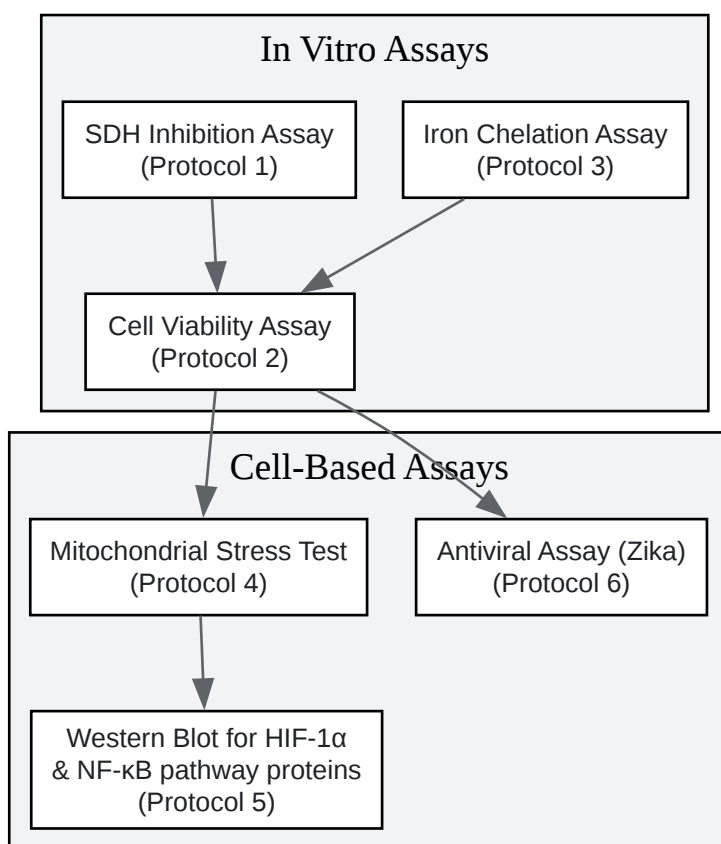 In Vitro Assays
SDH Inhibition Assay
(Protocol 1)
Iron Chelation Assay
(Protocol 3)
Cell Viability Assay
(Protocol 2)
Cell-Based Assays
Mitochondrial Stress Test
(Protocol 4)
Antiviral Assay (Zika)
(Protocol 6)
Western Blot for HIF-1α
& NF-κB pathway proteins
(Protocol 5)